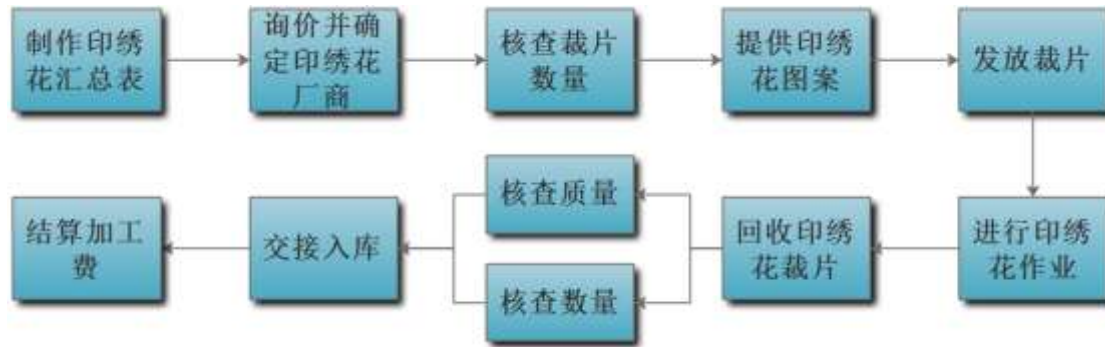 制作印绣
花汇总表
询价并确
定印绣花
厂商
核查裁片
数量
提供印绣
花图案
发放裁片
进行印绣
花作业
回收印绣
花裁片
核查质量
核查数量
交接入库
结算加工
费